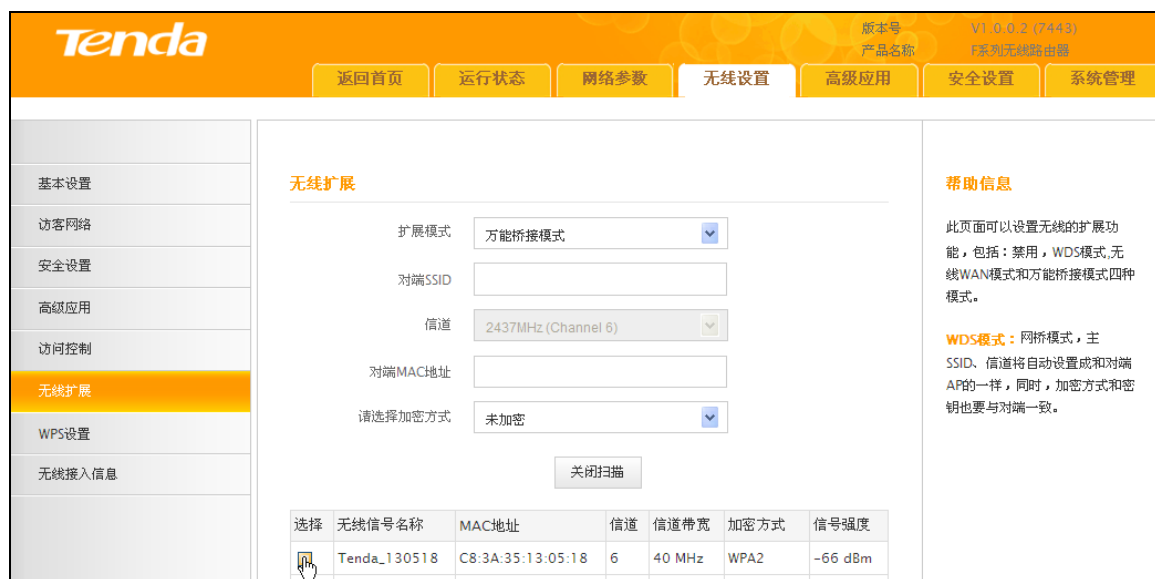 Tenda
版本号 V1.0.0.2 (7443)
产品名称 F系列无线路由器
返回首页 运行状态 网络参数 无线设置 高级应用 安全设置 系统管理
基本设置
访客网络
安全设置
高级应用
访问控制
无线扩展
WPS设置
无线接入信息
无线扩展
扩展模式 万能桥接模式
对端SSID
信道 2437MHz (Channel 6)
对端MAC地址
请选择加密方式 未加密
关闭扫描
选择 无线信号名称 MAC地址 信道 信道带宽 加密方式 信号强度
Tenda_130518 C8:3A:35:13:05:18 6 40 MHz WPA2 -66 dBm
帮助信息
此页面可以设置无线的扩展功
能，包括：禁用，WDS模式,无
线WAN模式和万能桥接模式四种
模式。
WDS模式：网桥模式，主
SSID、信道将自动设置成和对端
AP的一样，同时，加密方式和密
钥也要与对端一致。